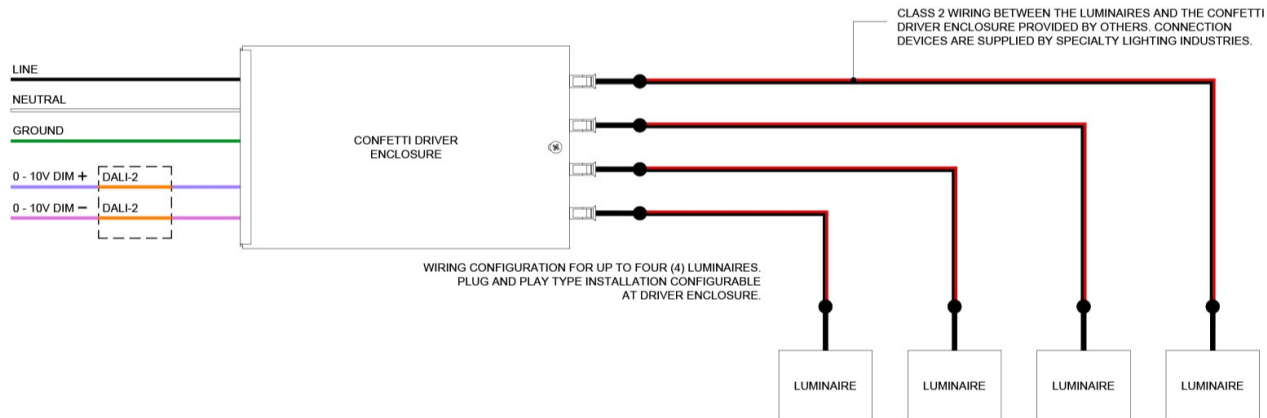 CLASS 2 WIRING BETWEEN THE LUMINAIRES AND THE CONFETTI
DRIVER ENCLOSURE PROVIDED BY OTHERS. CONNECTION
DEVICES ARE SUPPLIED BY SPECIALTY LIGHTING INDUSTRIES.
LINE
NEUTRAL
GROUND
CONFETTI DRIVER
ENCLOSURE
0 - 10V DIM + DALI-2
0 - 10V DIM - DALI-2
WIRING CONFIGURATION FOR UP TO FOUR (4) LUMINAIRES.
PLUG AND PLAY TYPE INSTALLATION CONFIGURABLE
AT DRIVER ENCLOSURE.
LUMINAIRE LUMINAIRE LUMINAIRE LUMINAIRE